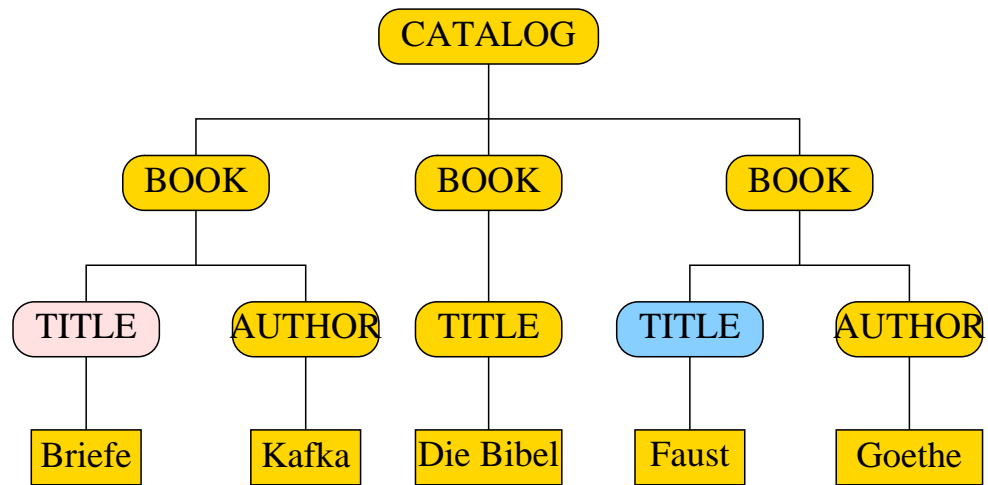 CATALOG
BOOK BOOK BOOK
TITLE AUTHOR TITLE TITLE AUTHOR
Briefe Kafka Die Bibel Faust Goethe